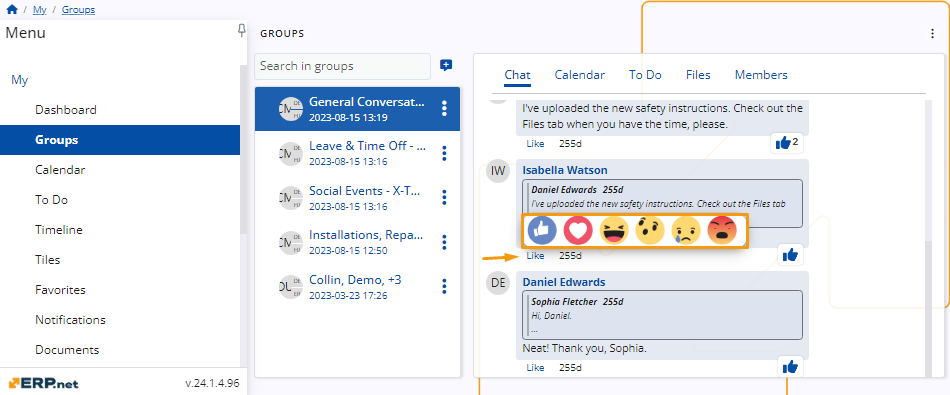 / My / Groups
Menu
My
Dashboard
Groups
Calendar
To Do
Timeline
Tiles
Favorites
Notifications
Documents
ERP.net
v.24.1.4.96
GROUPS
Search in groups
General Conversat...
2023-08-15 13:19
Leave & Time Off - ...
2023-08-15 13:16
Social Events - X-T...
2023-08-15 13:16
Installations, Repa...
2023-08-15 12:50
Collin, Demo, +3
2023-03-23 17:26
Chat Calendar To Do Files Members
I've uploaded the new safety instructions. Check out the
Files tab when you have the time, please.
Like 255d
2
IW
Isabella Watson
Daniel Edwards 255d
I've uploaded the new safety instructions. Check out the Files tab
Like 255d
DE
Daniel Edwards
Sophia Fletcher 255d
Hi, Daniel.
...
Neat! Thank you, Sophia.
Like 255d